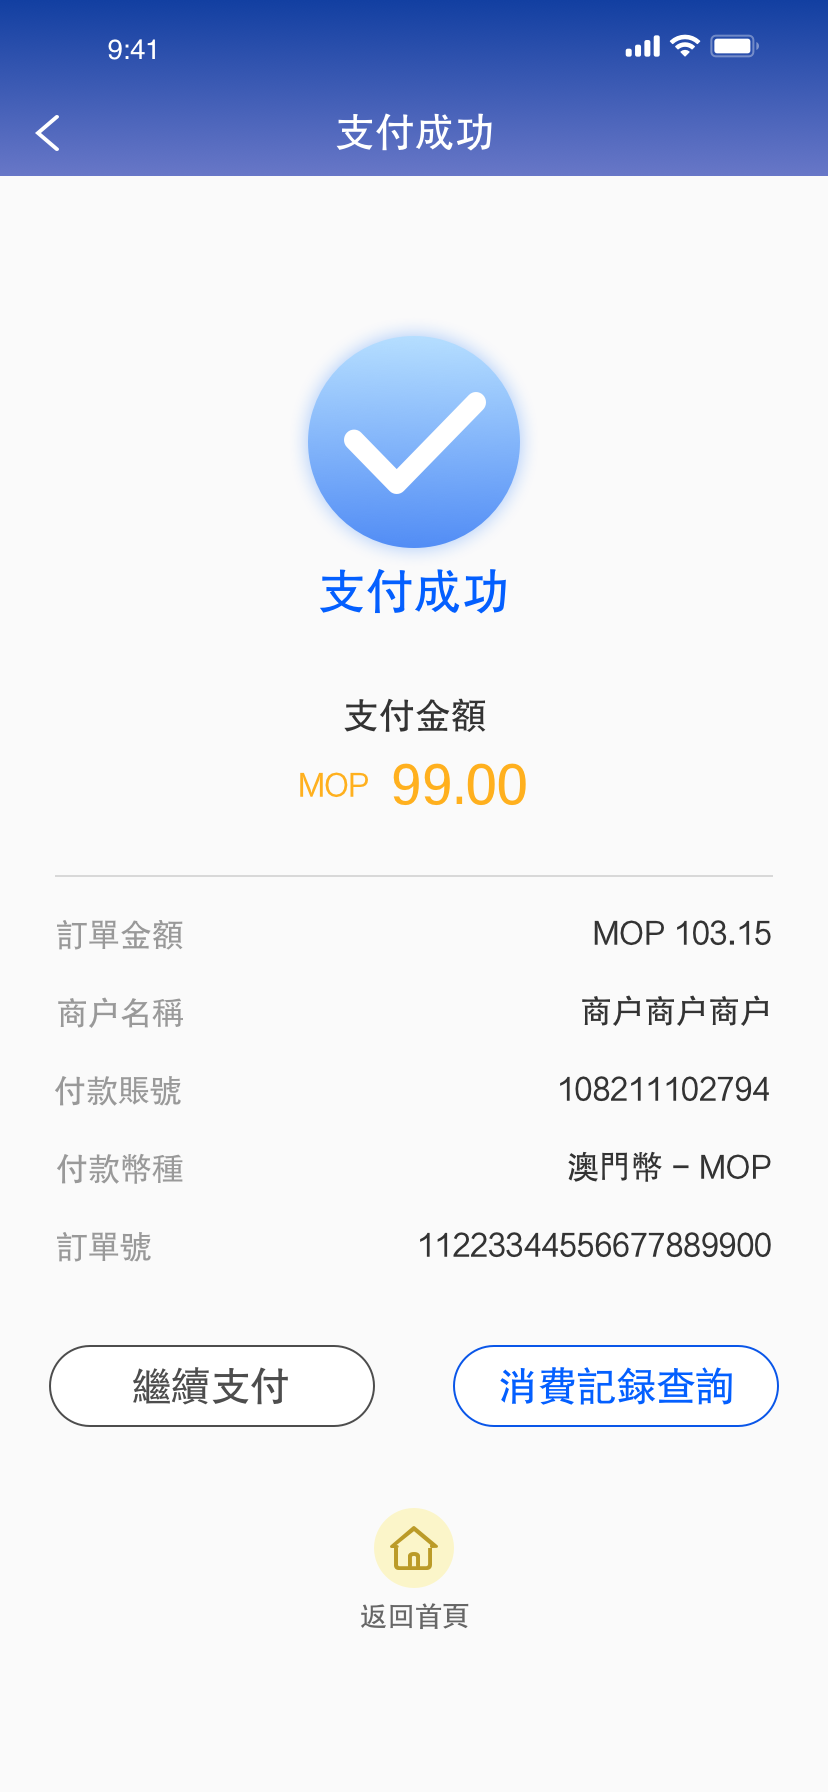 9:41
支付成功
支付成功
支付金額
MOP 99.00
訂單金額 MOP 103.15
商户名稱 商户商户商户
付款賬號 108211102794
付款幣種 澳門幣 - MOP
訂單號 11223344556677889900
繼續支付 消費記録查詢
返回首頁